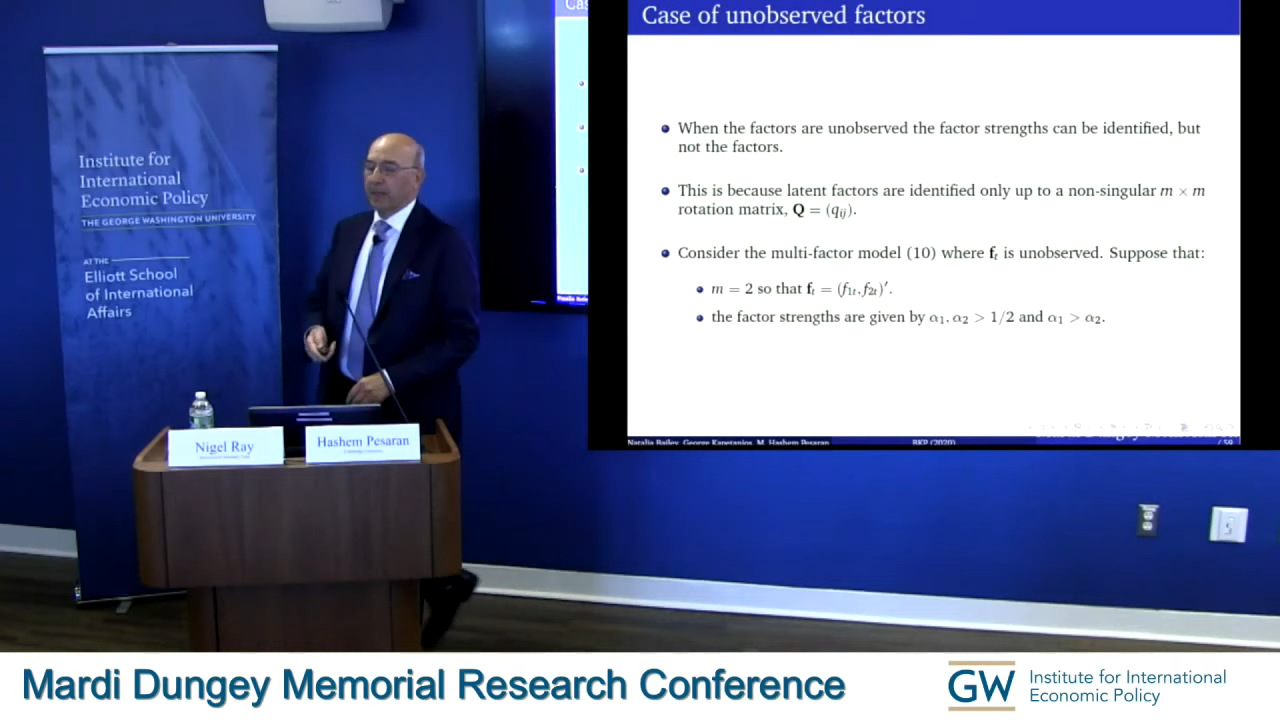 Institute for
International
Economic Policy
THE GEORGE WASHINGTON UNIVERSITY
AT THE
Elliott School
of International
Affairs
Nigel Ray
Hashem Pesaran
Cas
Case of unobserved factors
When the factors are unobserved the factor strengths can be identified, but
not the factors.
This is because latent factors are identified only up to a non-singular m × m
rotation matrix, Q = (qij).
Consider the multi-factor model (10) where ft is unobserved. Suppose that:
m = 2 so that ft = (f1t, f2t)′.
the factor strengths are given by α1, α2 > 1/2 and α1 > α2.
Natalia Bailey, George Kapetanios, M. Hashem Pesaran
BKP (2020)
/ 59
Mardi Dungey Memorial Research Conference
GW
Institute for International
Economic Policy